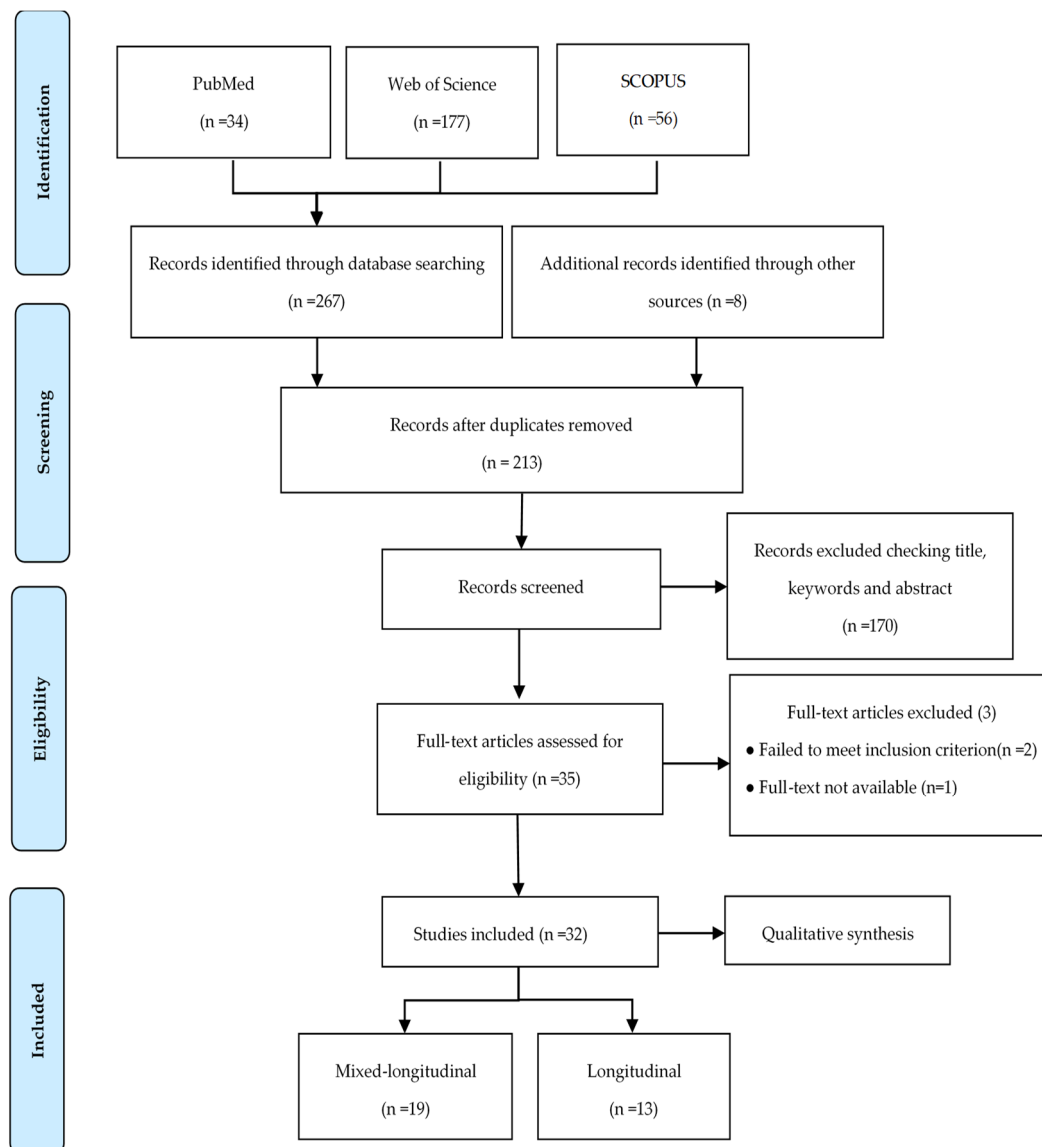 Identification
PubMed
(n =34)
Web of Science
(n =177)
SCOPUS
(n =56)
Records identified through database searching
(n =267)
Additional records identified through other
sources (n =8)
Screening
Records after duplicates removed
(n = 213)
Records screened
Records excluded checking title,
keywords and abstract
(n =170)
Eligibility
Full-text articles assessed for
eligibility (n =35)
Full-text articles excluded (3)
● Failed to meet inclusion criterion(n =2)
● Full-text not available (n=1)
Included
Studies included (n =32)
Qualitative synthesis
Mixed-longitudinal
(n =19)
Longitudinal
(n =13)